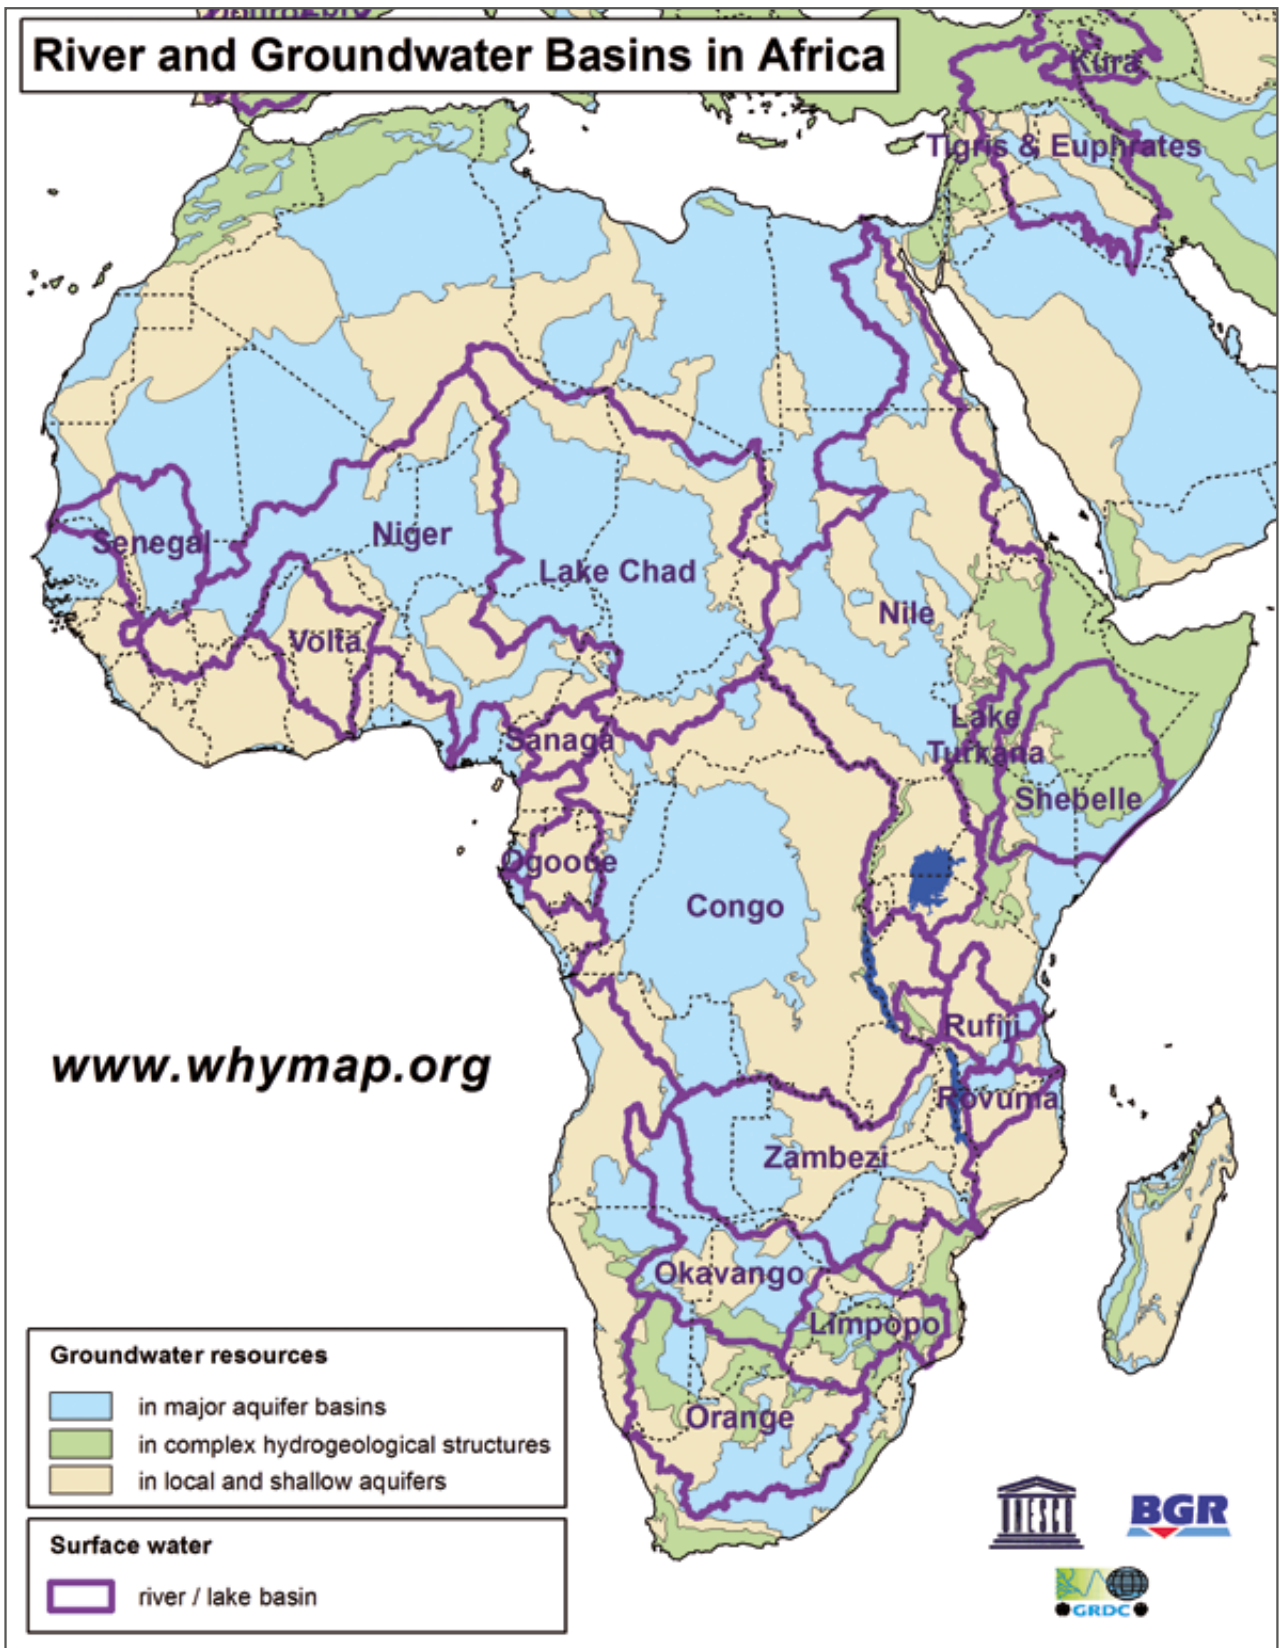 River and Groundwater Basins in Africa
Kura
Tigris & Euphrates
Senegal
Niger
Lake Chad
Nile
Volta
Lake
Turkana
Sanaga
Shebelle
Ogooue
Congo
Rufiji
www.whymap.org
Rovuma
Zambezi
Okavango
Limpopo
Orange
Groundwater resources
in major aquifer basins
in complex hydrogeological structures
in local and shallow aquifers
Surface water
river / lake basin
UNESCO
BGR
GRDC